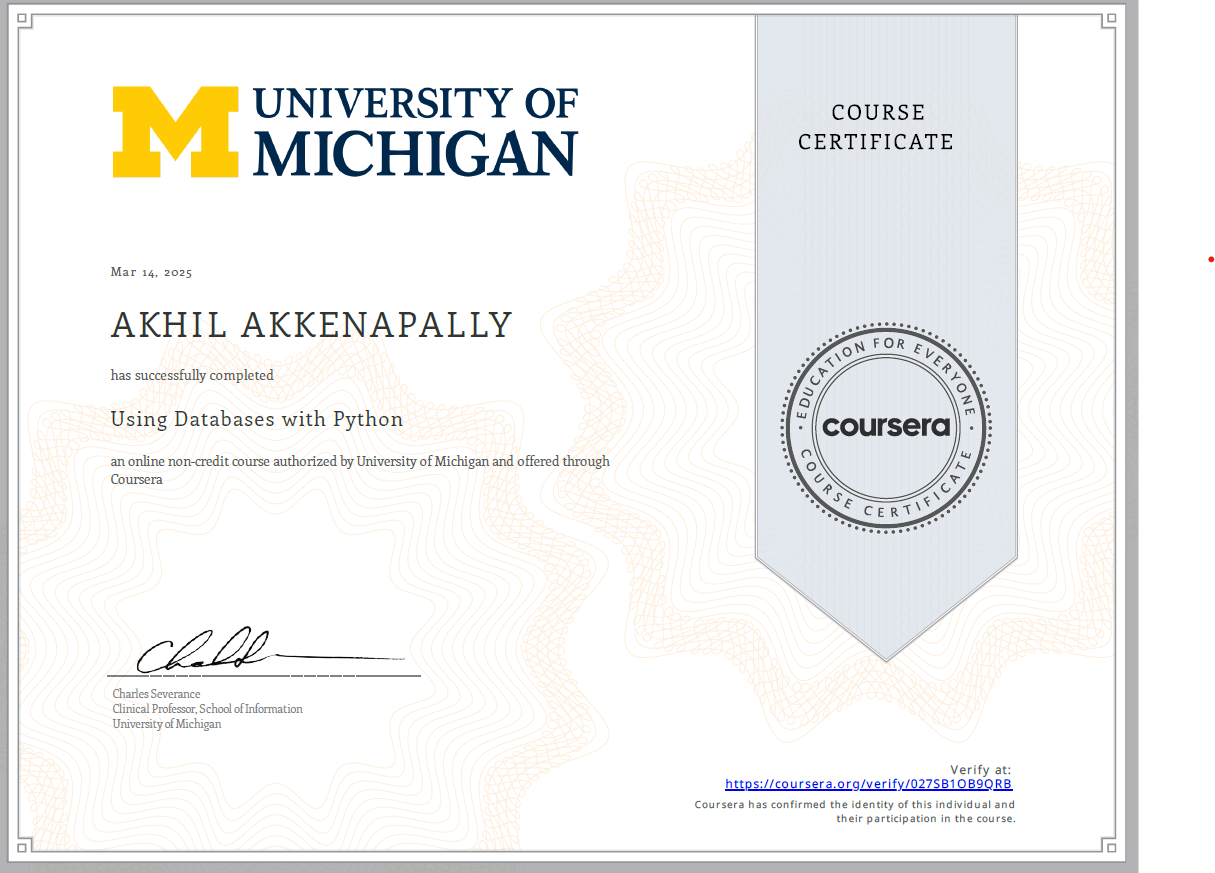 UNIVERSITY OF
MICHIGAN
COURSE
CERTIFICATE
Mar 14, 2025
AKHIL AKKENAPALLY
has successfully completed
Using Databases with Python
an online non-credit course authorized by University of Michigan and offered through
Coursera
EDUCATION FOR EVERYONE
coursera
COURSE CERTIFICATE
Charles Severance
Clinical Professor, School of Information
University of Michigan
Verify at:
https://coursera.org/verify/027SB1OB9QRB
Coursera has confirmed the identity of this individual and
their participation in the course.